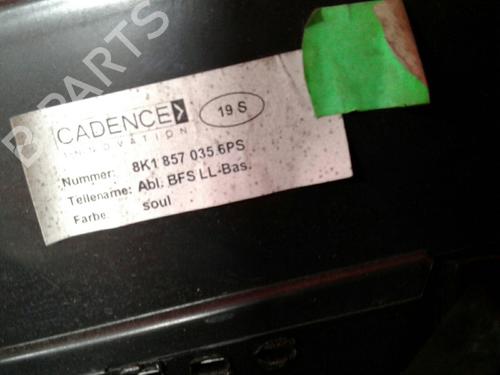 B-PARTS
CADENCE
INNOVATION
19 S
Nummer: 8K1 857 035 6PS
Teilename: Abl. BFS LL-Bas.
Farbe: soul